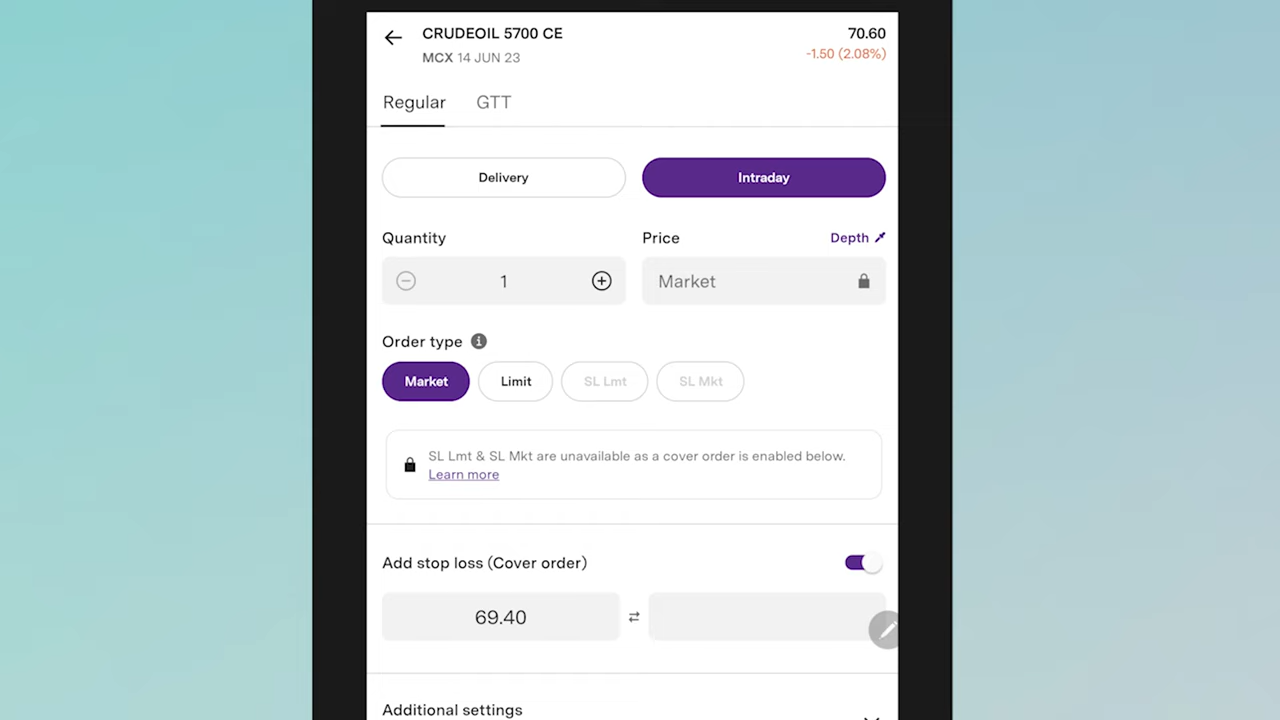 CRUDEOIL 5700 CE
70.60
MCX 14 JUN 23
-1.50 (2.08%)
Regular
GTT
Delivery
Intraday
Quantity
Price
Depth
1
Market
Order type
Market
Limit
SL Lmt
SL Mkt
SL Lmt & SL Mkt are unavailable as a cover order is enabled below.
Learn more
Add stop loss (Cover order)
69.40
Additional settings